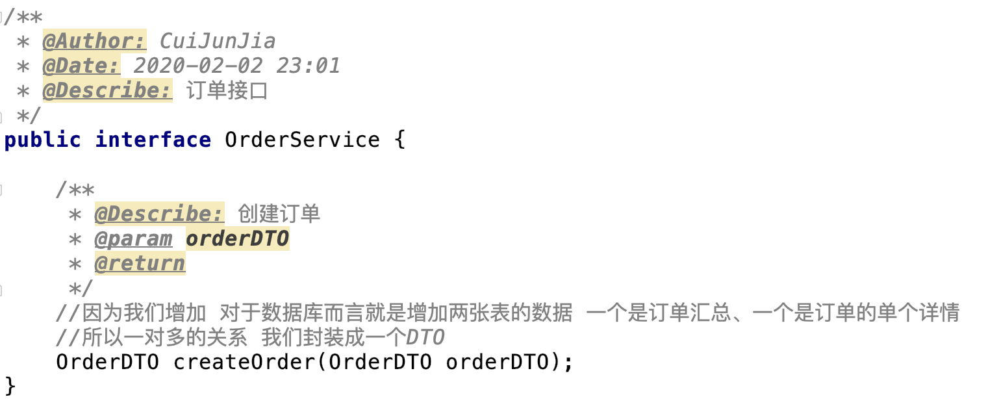 /**
 * @Author: CuiJunJia
 * @Date: 2020-02-02 23:01
 * @Describe: 订单接口
 */
public interface OrderService {
    /**
     * @Describe: 创建订单
     * @param orderDTO
     * @return
     */
    //因为我们增加 对于数据库而言就是增加两张表的数据 一个是订单汇总、一个是订单的单个详情
    //所以一对多的关系 我们封装成一个DTO
    OrderDTO createOrder(OrderDTO orderDTO);
}